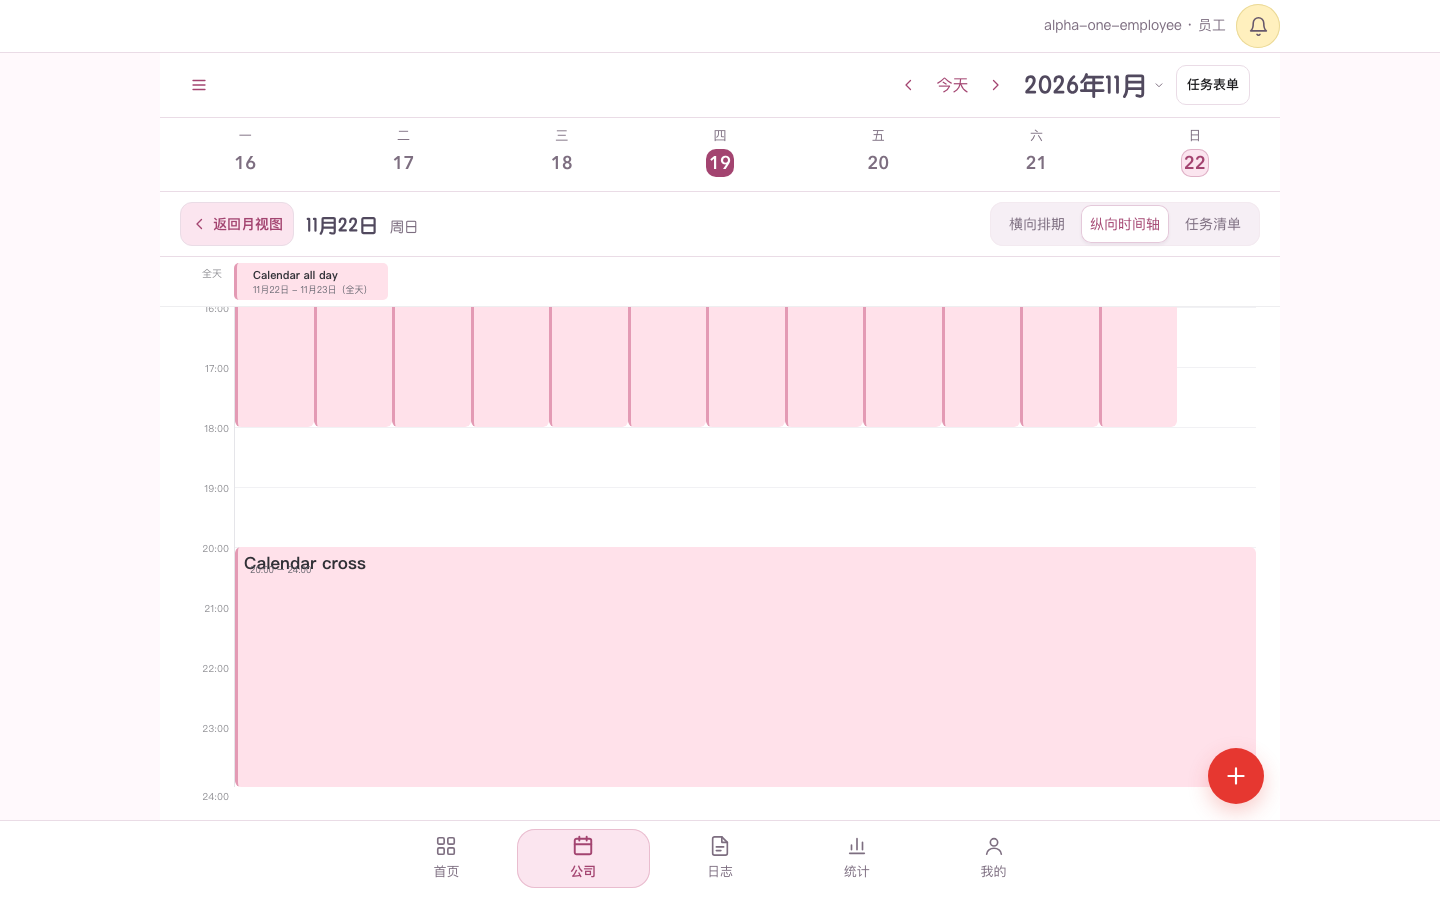 alpha-one-employee · 员工
今天
2026年11月
任务表单
一
二
三
四
五
六
日
16
17
18
19
20
21
22
返回月视图
11月22日
周日
横向排期
纵向时间轴
任务清单
全天
Calendar all day
11月22日 – 11月23日（全天）
16:00
17:00
18:00
19:00
20:00
Calendar cross
20:00 – 24:00
21:00
22:00
23:00
24:00
首页
公司
日志
统计
我的